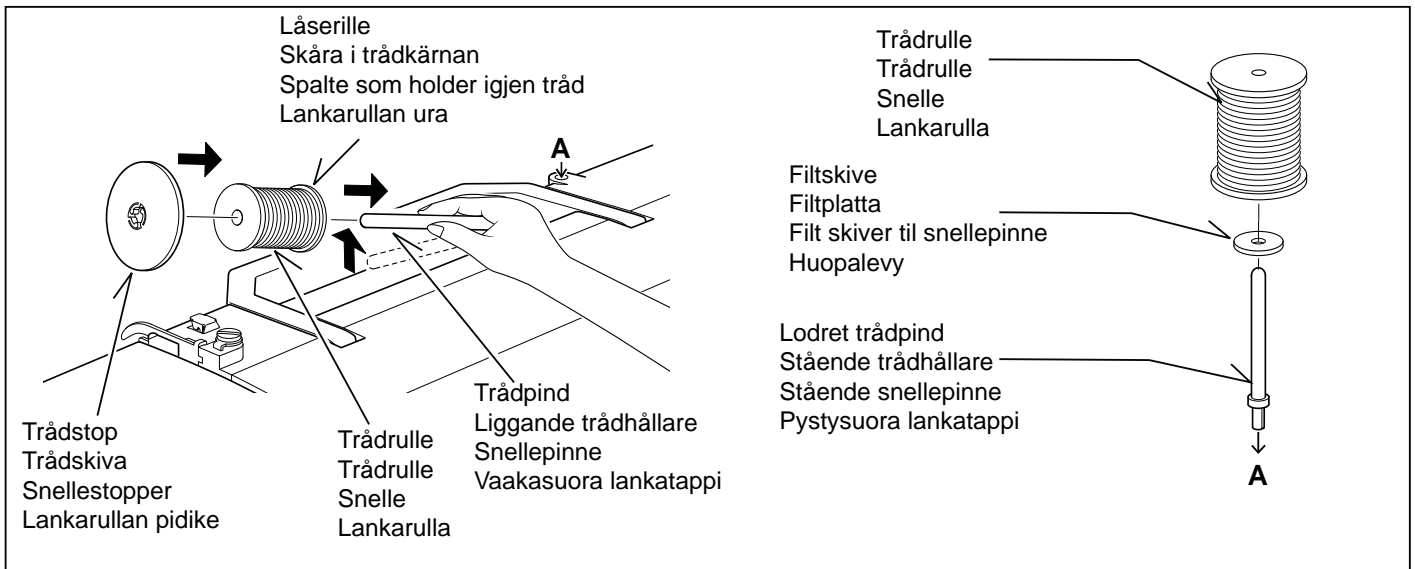 Låserille
Skåra i trådkärnan
Spalte som holder igjen tråd
Lankarullan ura
A
Trådstop
Trådskiva
Snellestopper
Lankarullan pidike
Trådrulle
Trådrulle
Snelle
Lankarulla
Trådpind
Liggande trådhållare
Snellepinne
Vaakasuora lankatappi
Trådrulle
Trådrulle
Snelle
Lankarulla
Filtskive
Filtplatta
Filt skiver til snellepinne
Huopalevy
Lodret trådpind
Stående trådhållare
Stående snellepinne
Pystysuora lankatappi
A